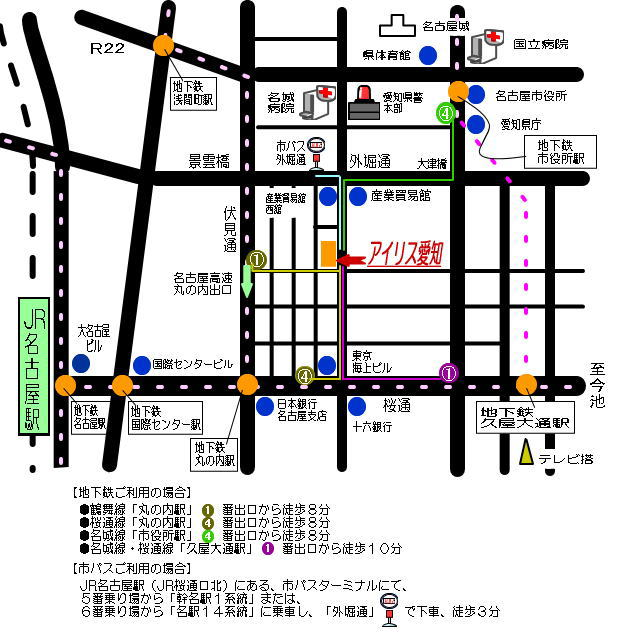 名古屋城
国立病院
R22
県体育館
地下鉄
浅間町駅
名城
病院
愛知県警
本部
名古屋市役所
④
愛知県庁
市バス
外堀通
景雲橋
外堀通
大津橋
地下鉄
市役所駅
産業貿易館
西館
産業貿易館
伏見通
①
アイリス愛知
名古屋高速
丸の内出口
JR名古屋駅
大名古屋
ビル
国際センタービル
東京
海上ビル
④
①
至今池
地下鉄
名古屋駅
地下鉄
国際センター駅
地下鉄
丸の内駅
日本銀行
名古屋支店
桜通
十六銀行
地下鉄
久屋大通駅
テレビ塔
【地下鉄ご利用の場合】
●鶴舞線「丸の内駅」 ① 番出口から徒歩８分
●桜通線「丸の内駅」 ④ 番出口から徒歩８分
●名城線「市役所駅」 ④ 番出口から徒歩８分
●名城線・桜通線「久屋大通駅」 ① 番出口から徒歩１０分
【市バスご利用の場合】
JR名古屋駅（JR桜通口北）にある、市バスターミナルにて、
５番乗り場から「幹名駅１系統」または、
６番乗り場から「名駅１４系統」に乗車し、「外堀通」 で下車、徒歩３分